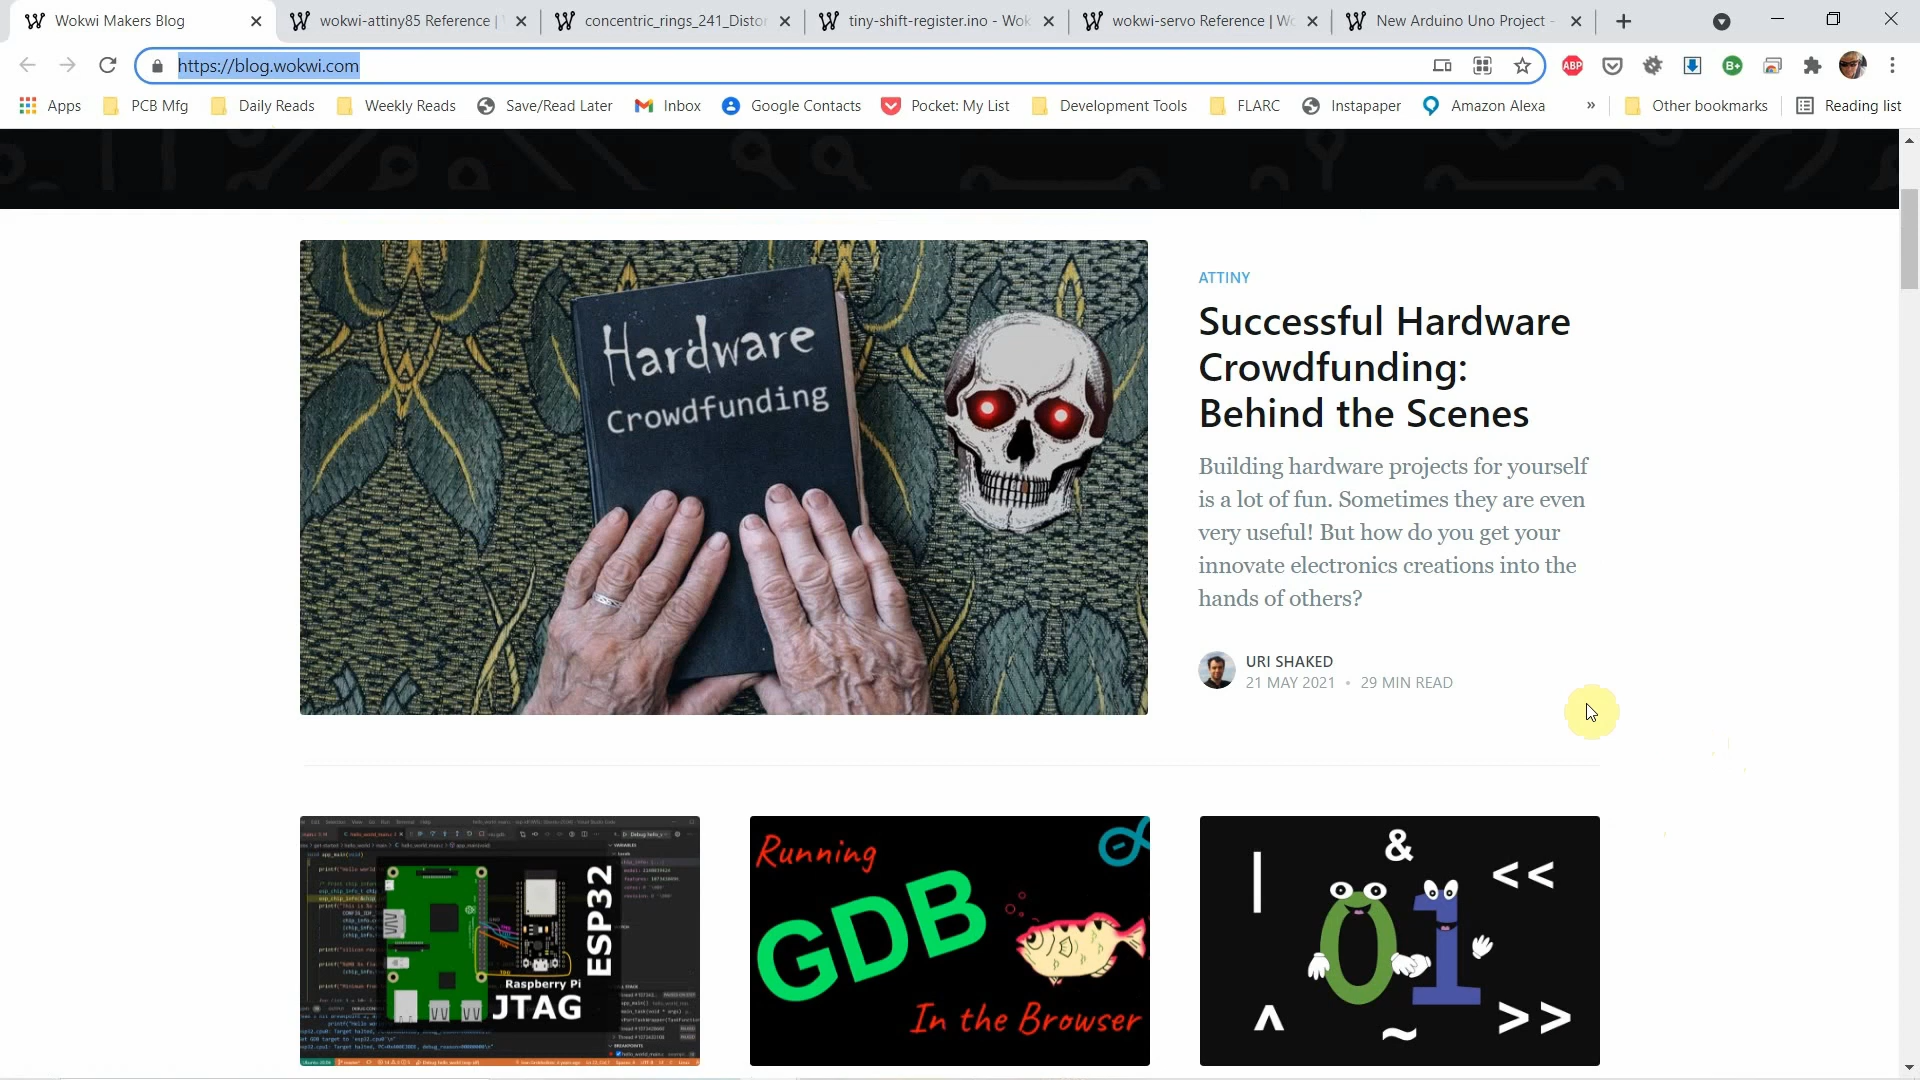 Wokwi Makers Blog
wokwi-attiny85 Reference |
concentric_rings_241_Distor
tiny-shift-register.ino - Wok
wokwi-servo Reference | Wo
New Arduino Uno Project -
https://blog.wokwi.com
ABP
B+
Apps
PCB Mfg
Daily Reads
Weekly Reads
Save/Read Later
Inbox
Google Contacts
Pocket: My List
Development Tools
FLARC
Instapaper
Amazon Alexa
»
Other bookmarks
Reading list
Hardware
Crowdfunding
ATTINY
Successful Hardware
Crowdfunding:
Behind the Scenes
Building hardware projects for yourself
is a lot of fun. Sometimes they are even
very useful! But how do you get your
innovate electronics creations into the
hands of others?
URI SHAKED
21 MAY 2021 • 29 MIN READ
ESP32
Raspberry Pi
JTAG
Running
GDB
In the Browser
&
|
<<
01
^
~
>>